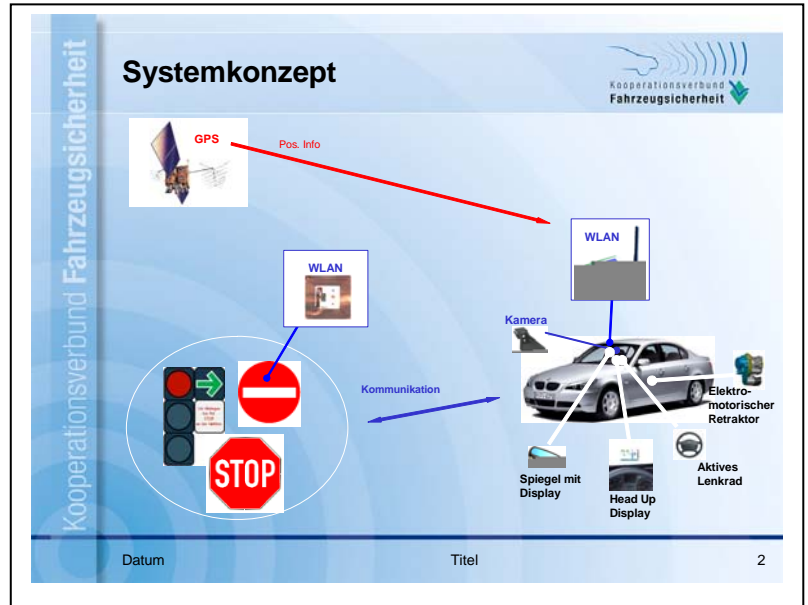 Kooperationsverbund Fahrzeugsicherheit
Systemkonzept
Kooperationsverbund
Fahrzeugsicherheit
GPS
Pos. Info
WLAN
WLAN
Kamera
Kommunikation
STOP
Elektro-
motorischer
Retraktor
Aktives
Lenkrad
Spiegel mit
Display
Head Up
Display
Datum
Titel
2